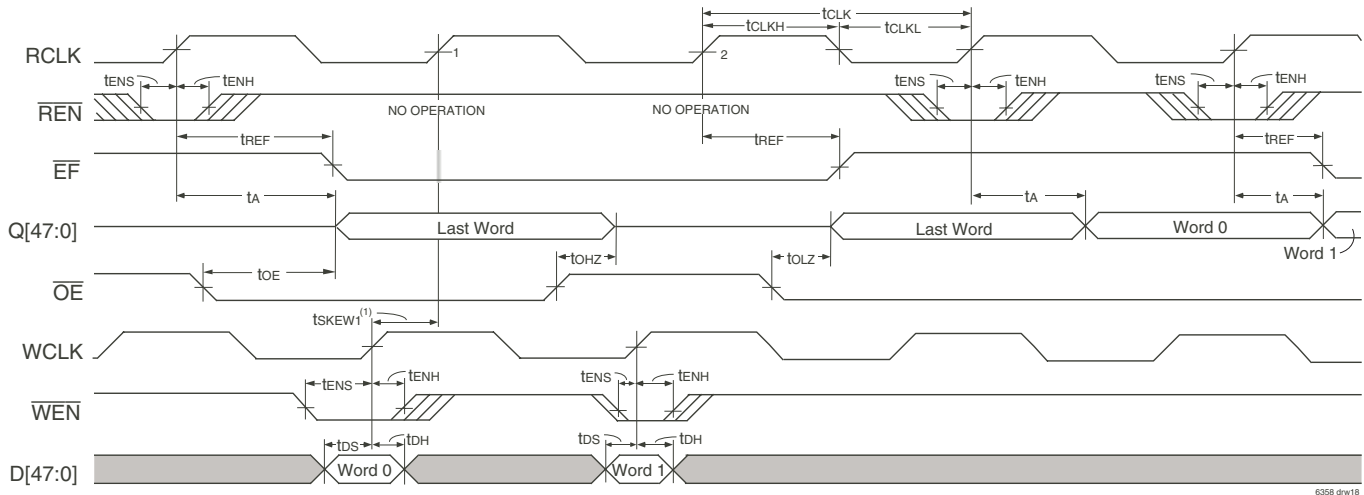 tCLK
tCLKH
tCLKL
RCLK
1
2
tENS
tENH
tENS
tENH
tENS
tENH
REN
NO OPERATION
NO OPERATION
tREF
tREF
tREF
EF
tA
tA
tA
Q[47:0]
Last Word
Last Word
Word 0
Word 1
tOE
tOHZ
tOLZ
OE
tSKEW1(1)
WCLK
tENS
tENH
tENS
tENH
WEN
tDS
tDH
tDS
tDH
D[47:0]
Word 0
Word 1
6358 drw18